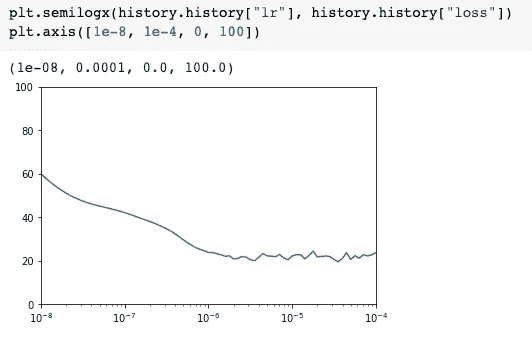 plt.semilogx(history.history["lr"], history.history["loss"])
plt.axis([1e-8, 1e-4, 0, 100])
(1e-08, 0.0001, 0.0, 100.0)
100
80
60
40
20
0
10⁻⁸ 10⁻⁷ 10⁻⁶ 10⁻⁵ 10⁻⁴